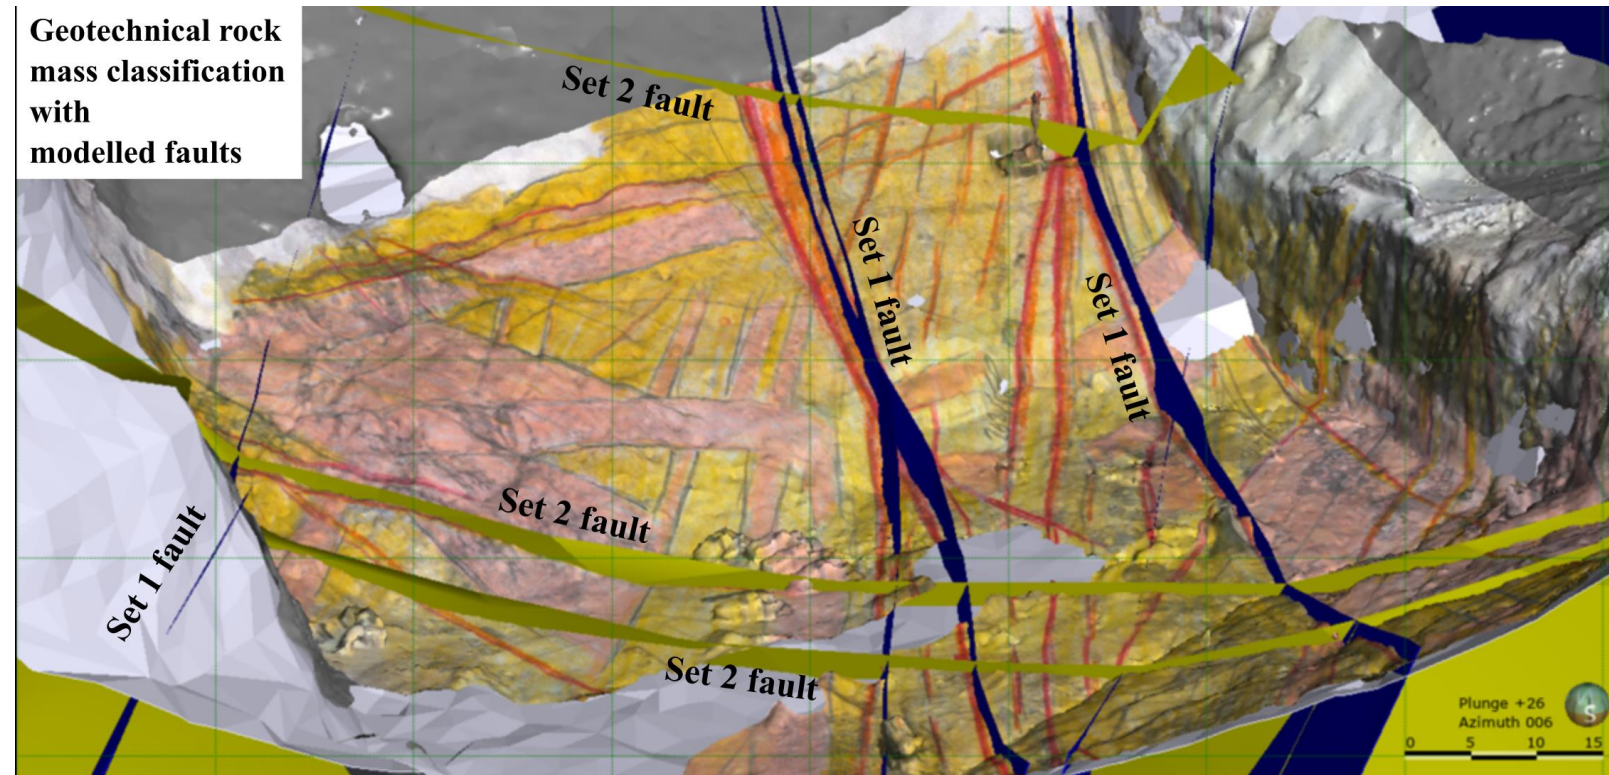 Geotechnical rock
mass classification
with
modelled faults
Set 2 fault
Set 1 fault
Set 1 fault
Set 2 fault
Set 1 fault
Set 2 fault
Plunge +26
Azimuth 006
S
0 5 10 15